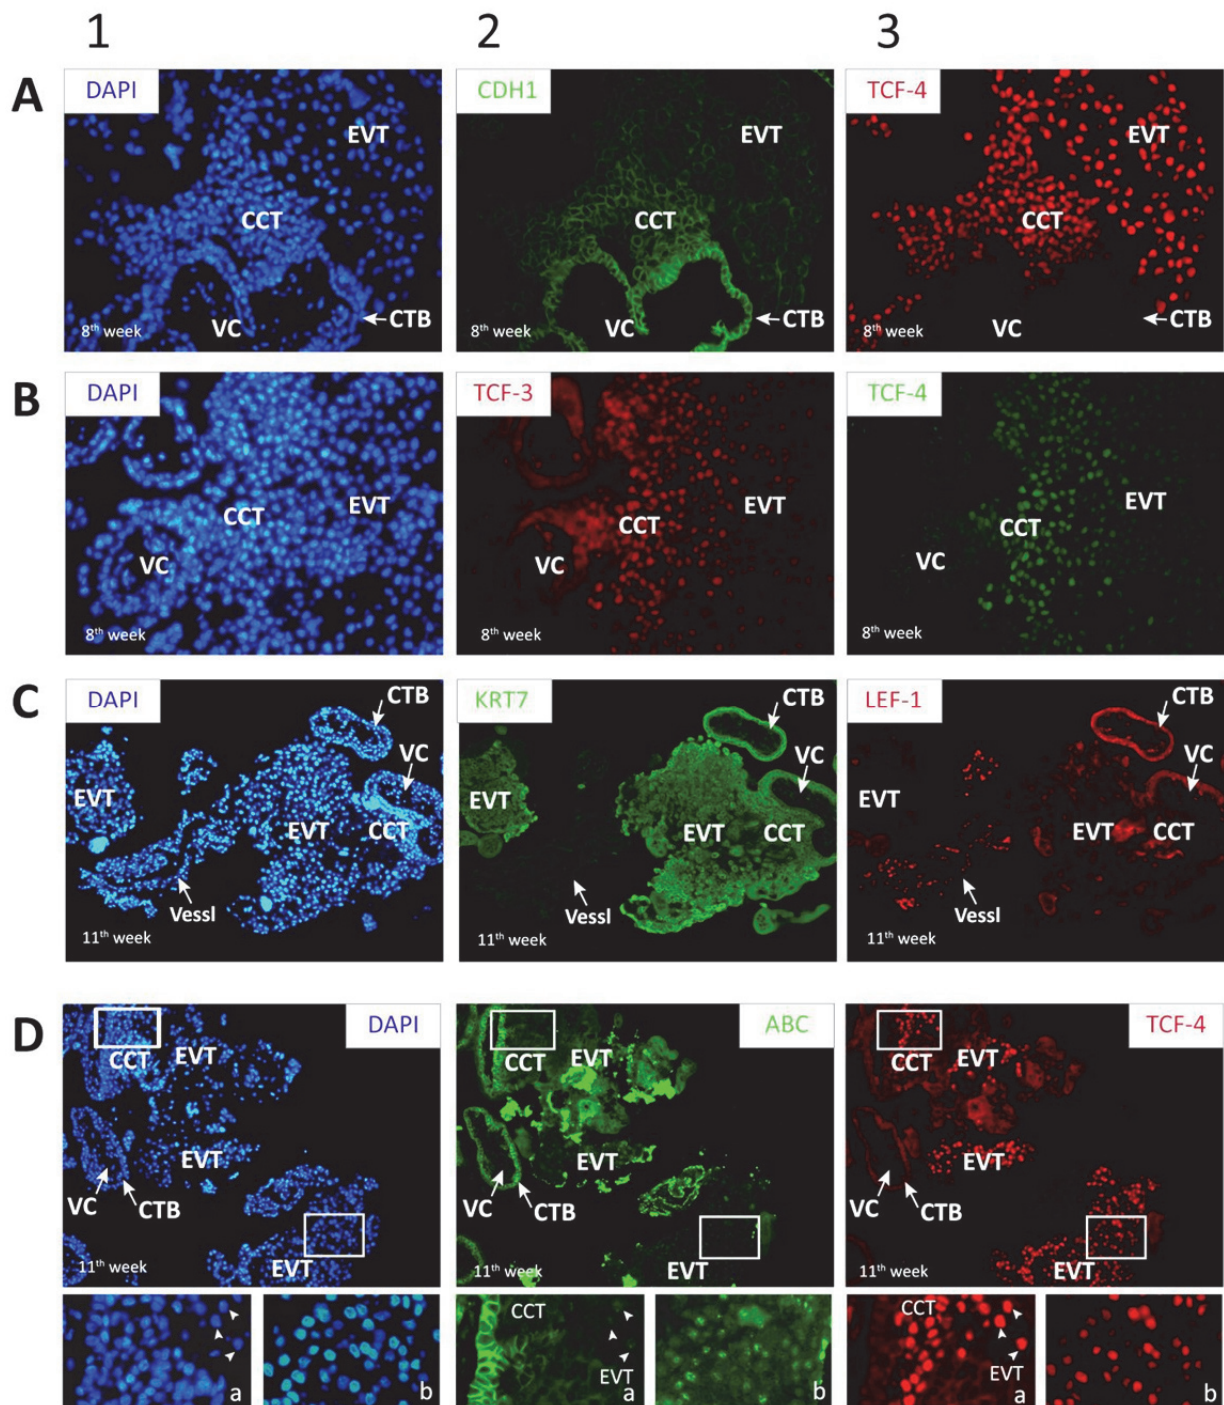 1 2 3
A
DAPI CDH1 TCF-4
EVT EVT EVT
CCT CCT CCT
VC CTB VC CTB VC CTB
8th week 8th week 8th week
B
DAPI TCF-3 TCF-4
EVT EVT EVT
CCT CCT CCT
VC VC VC
8th week 8th week 8th week
C
DAPI KRT7 LEF-1
CTB CTB CTB
VC VC VC
EVT EVT EVT
EVT CCT EVT CCT EVT CCT
Vessl Vessl Vessl
11th week 11th week 11th week
D
DAPI ABC TCF-4
CCT EVT CCT EVT CCT EVT
EVT EVT EVT
VC CTB VC CTB VC CTB
EVT EVT EVT
11th week 11th week 11th week
CCT CCT
EVT EVT
a b a b a b